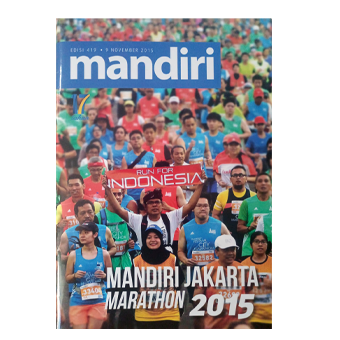 EDISI 419 • 9 NOVEMBER 2015
mandiri
RUN FOR
INDONESIA
MANDIRI JAKARTA
MARATHON 2015